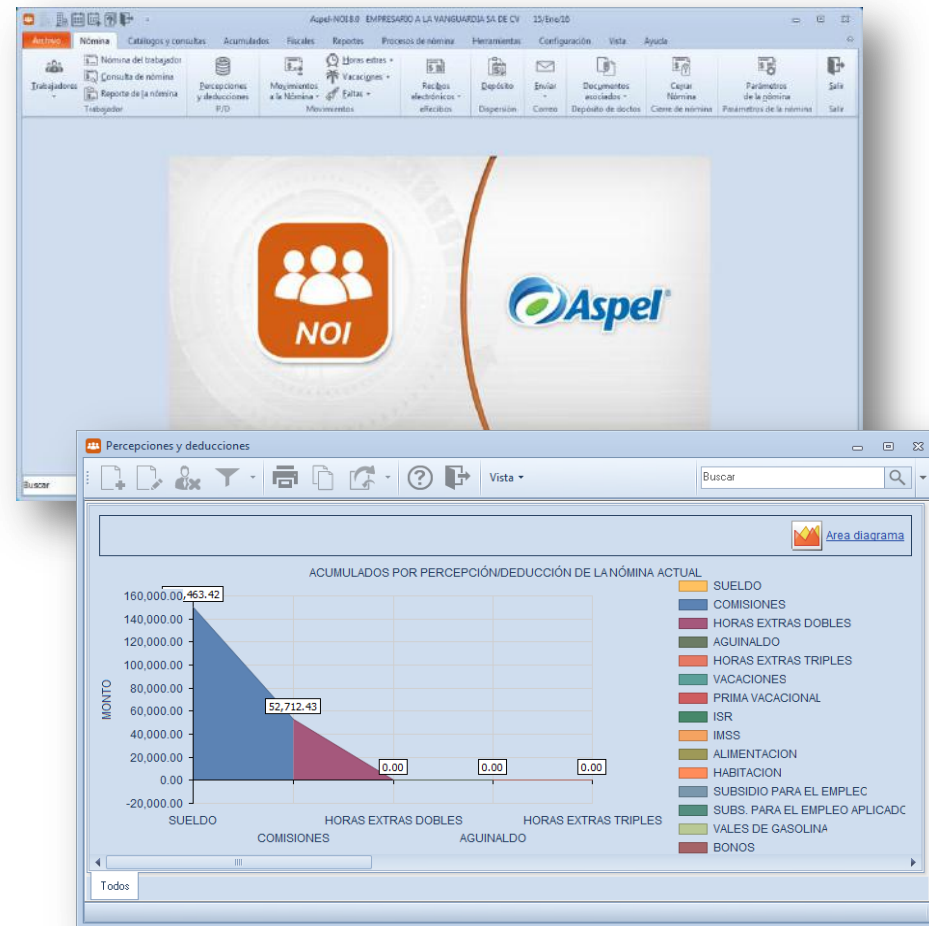 Aspel-NOI 8.0 EMPRESARIO A LA VANGUARDIA SA DE CV 15/Ene/16
Archivo Nómina Catálogos y consultas Acumulados Fiscales Reportes Procesos de nómina Herramientas Configuración Vista Ayuda
Trabajadores
Nómina del trabajador
Consulta de nómina
Reporte de la nómina
Percepciones y deducciones
Movimientos a la Nómina
Horas extras
Vacaciones
Faltas
Recibos electrónicos
Depósito
Enviar
Documentos asociados
Cerrar Nómina
Parámetros de la nómina
Salir
Trabajador P/D Movimientos eRecibos Dispersión Correo Depósito de doctos Cierre de nómina Parámetros de la nómina Salir
NOI
Aspel
Buscar
Percepciones y deducciones
Vista
Buscar
Area diagrama
ACUMULADOS POR PERCEPCIÓN/DEDUCCIÓN DE LA NÓMINA ACTUAL
MONTO
160,000.00
140,000.00
120,000.00
100,000.00
80,000.00
60,000.00
40,000.00
20,000.00
0.00
-20,000.00
,463.42
52,712.43
0.00
0.00
0.00
SUELDO
COMISIONES
HORAS EXTRAS DOBLES
AGUINALDO
HORAS EXTRAS TRIPLES
SUELDO
COMISIONES
HORAS EXTRAS DOBLES
AGUINALDO
HORAS EXTRAS TRIPLES
VACACIONES
PRIMA VACACIONAL
ISR
IMSS
ALIMENTACION
HABITACION
SUBSIDIO PARA EL EMPLEO
SUBS. PARA EL EMPLEO APLICADO
VALES DE GASOLINA
BONOS
Todos